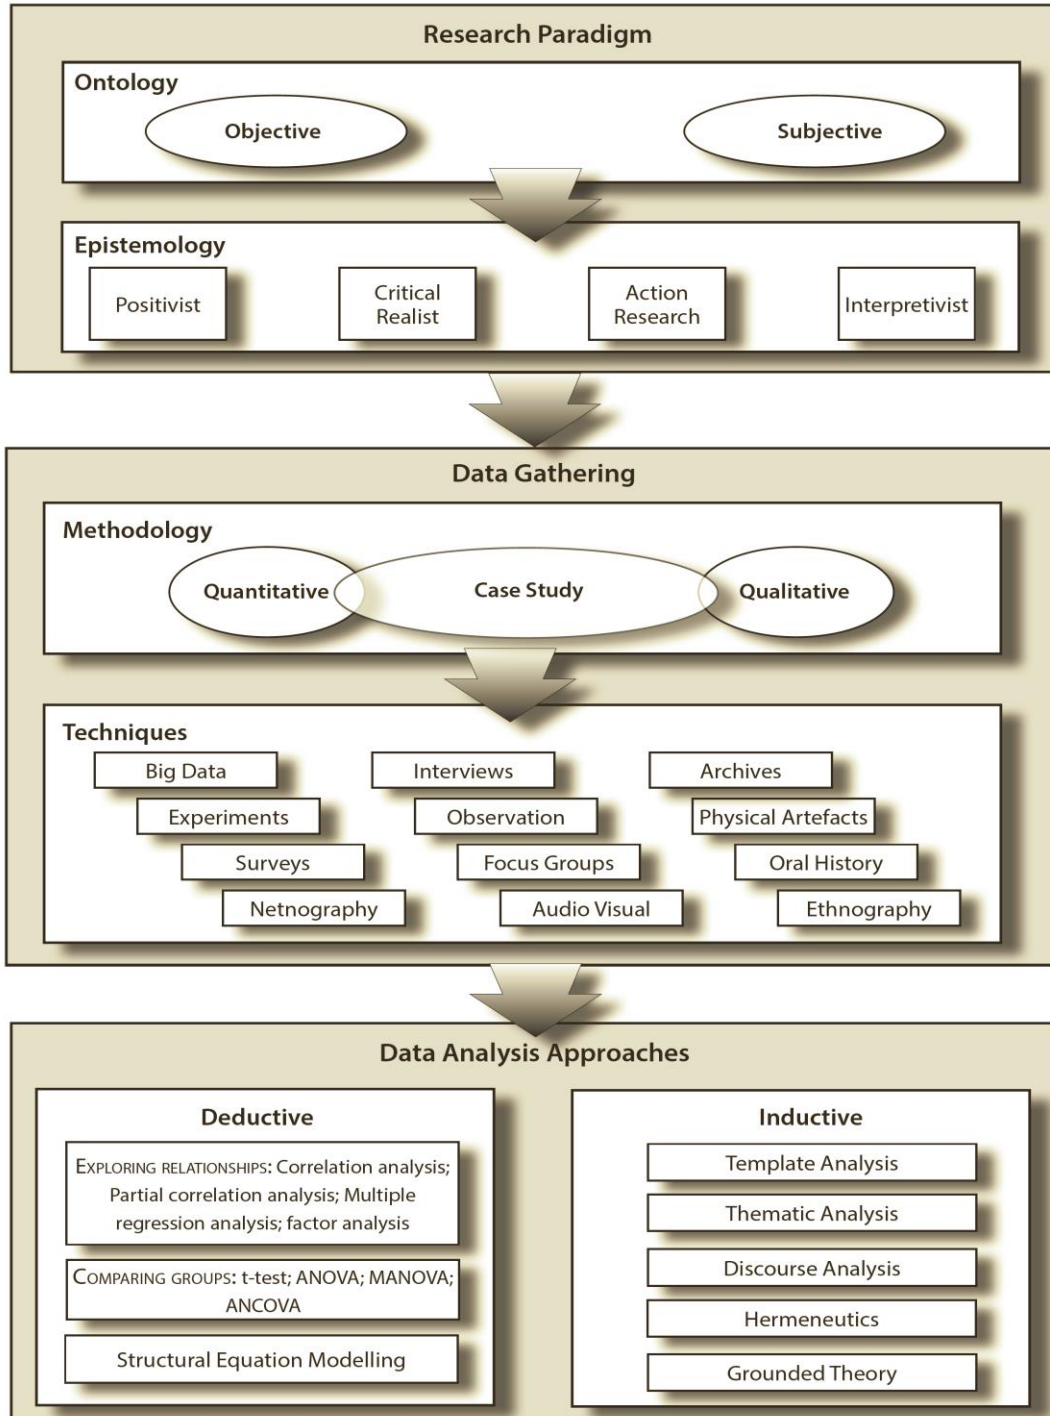 Research Paradigm
Ontology
Objective
Subjective
Epistemology
Positivist
Critical
Realist
Action
Research
Interpretivist
Data Gathering
Methodology
Quantitative
Case Study
Qualitative
Techniques
Big Data
Experiments
Surveys
Netnography
Interviews
Observation
Focus Groups
Audio Visual
Archives
Physical Artefacts
Oral History
Ethnography
Data Analysis Approaches
Deductive
EXPLORING RELATIONSHIPS: Correlation analysis;
Partial correlation analysis; Multiple
regression analysis; factor analysis
COMPARING GROUPS: t-test; ANOVA; MANOVA;
ANCOVA
Structural Equation Modelling
Inductive
Template Analysis
Thematic Analysis
Discourse Analysis
Hermeneutics
Grounded Theory